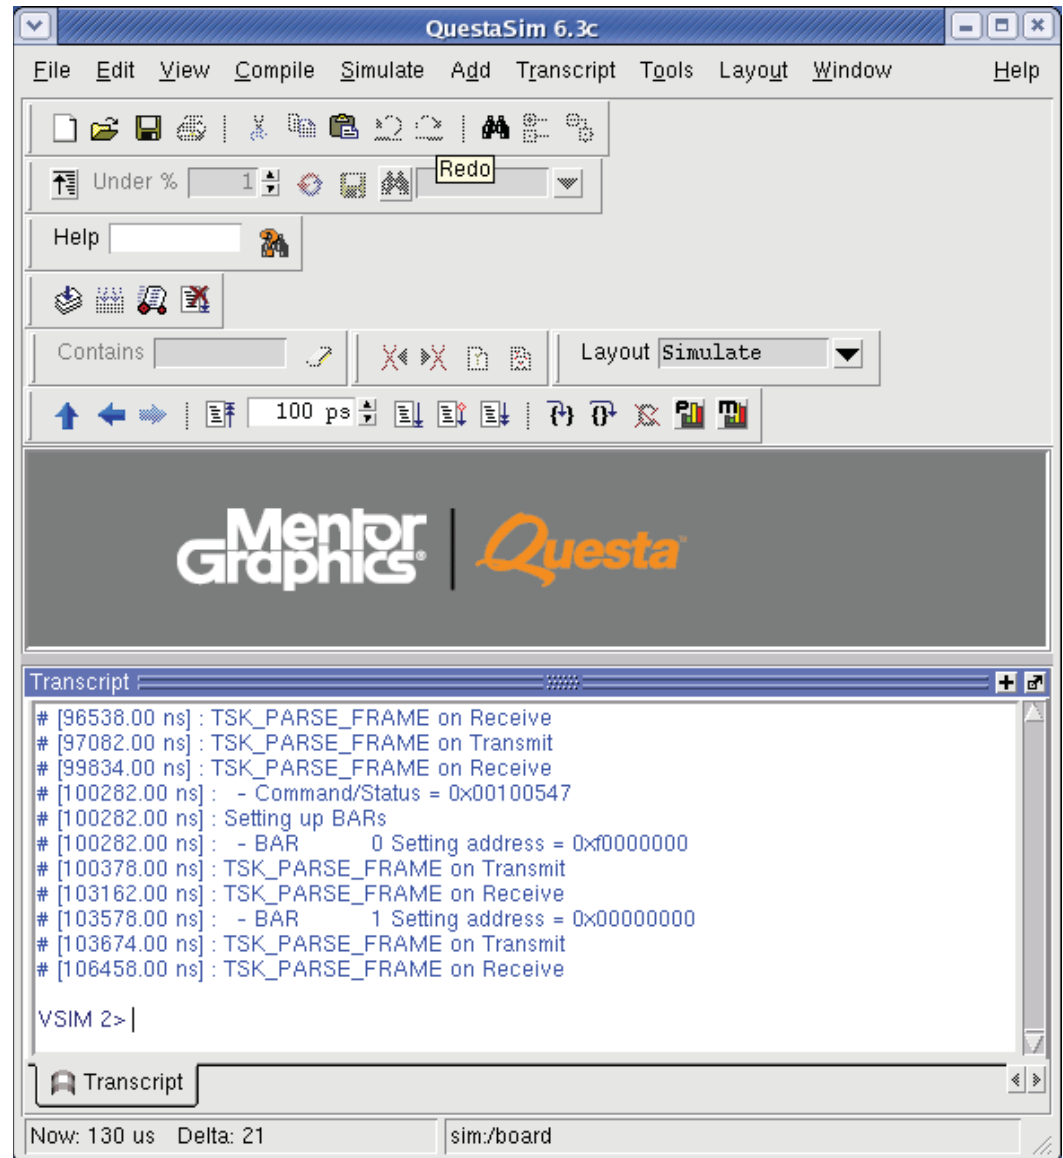 QuestaSim 6.3c
File Edit View Compile Simulate Add Transcript Tools Layout Window Help
Redo
Under % 1
Help
Contains Layout Simulate
100 ps
Mentor Graphics® Questa™
Transcript
# [96538.00 ns] : TSK_PARSE_FRAME on Receive
# [97082.00 ns] : TSK_PARSE_FRAME on Transmit
# [99834.00 ns] : TSK_PARSE_FRAME on Receive
# [100282.00 ns] :   - Command/Status = 0x00100547
# [100282.00 ns] : Setting up BARs
# [100282.00 ns] :   - BAR          0 Setting address = 0xf0000000
# [100378.00 ns] : TSK_PARSE_FRAME on Transmit
# [103162.00 ns] : TSK_PARSE_FRAME on Receive
# [103578.00 ns] :   - BAR          1 Setting address = 0x00000000
# [103674.00 ns] : TSK_PARSE_FRAME on Transmit
# [106458.00 ns] : TSK_PARSE_FRAME on Receive
VSIM 2>
Transcript
Now: 130 us Delta: 21 sim:/board